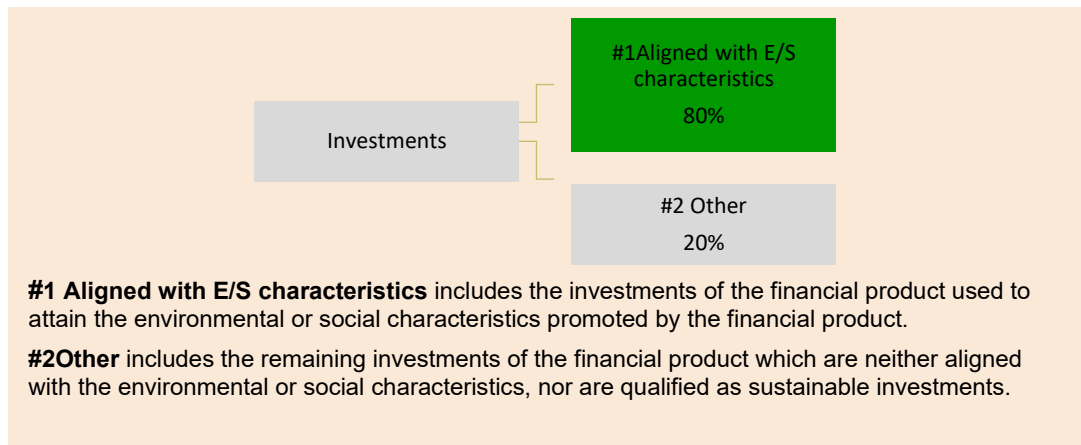 #1Aligned with E/S
characteristics
80%
Investments
#2 Other
20%
#1 Aligned with E/S characteristics includes the investments of the financial product used to
attain the environmental or social characteristics promoted by the financial product.
#2Other includes the remaining investments of the financial product which are neither aligned
with the environmental or social characteristics, nor are qualified as sustainable investments.